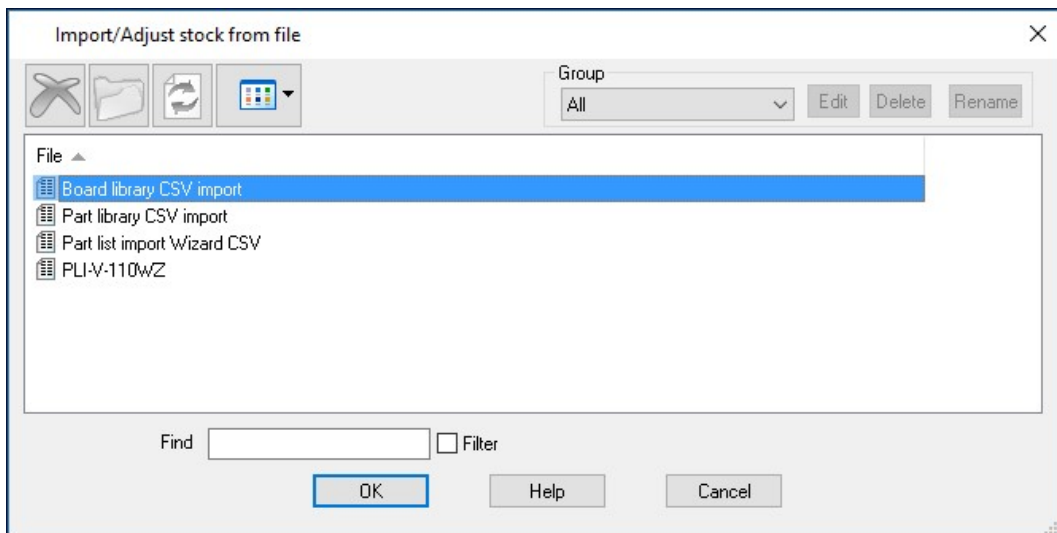 Import/Adjust stock from file
Group
All Edit Delete Rename
File
Board library CSV import
Part library CSV import
Part list import Wizard CSV
PLI-V-110WZ
Find Filter
OK Help Cancel